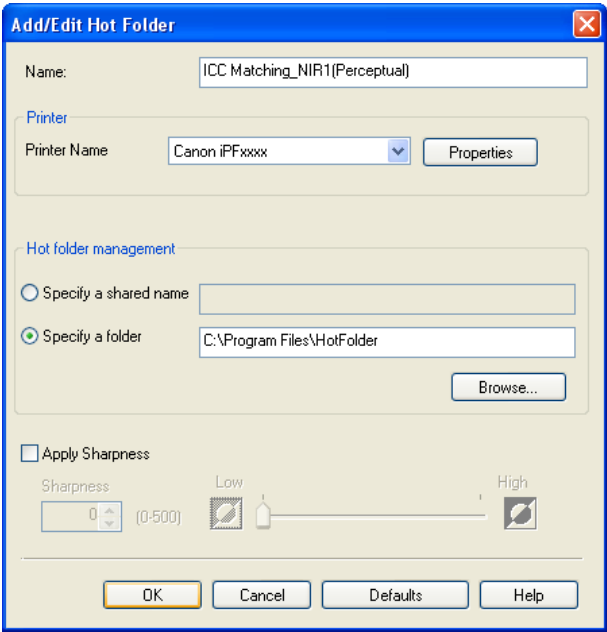 Add/Edit Hot Folder
Name: ICC Matching_NIR1(Perceptual)
Printer
Printer Name Canon iPFxxxx Properties
Hot folder management
Specify a shared name
Specify a folder C:\Program Files\HotFolder
Browse...
Apply Sharpness
Sharpness Low High
0 (0-500)
OK Cancel Defaults Help